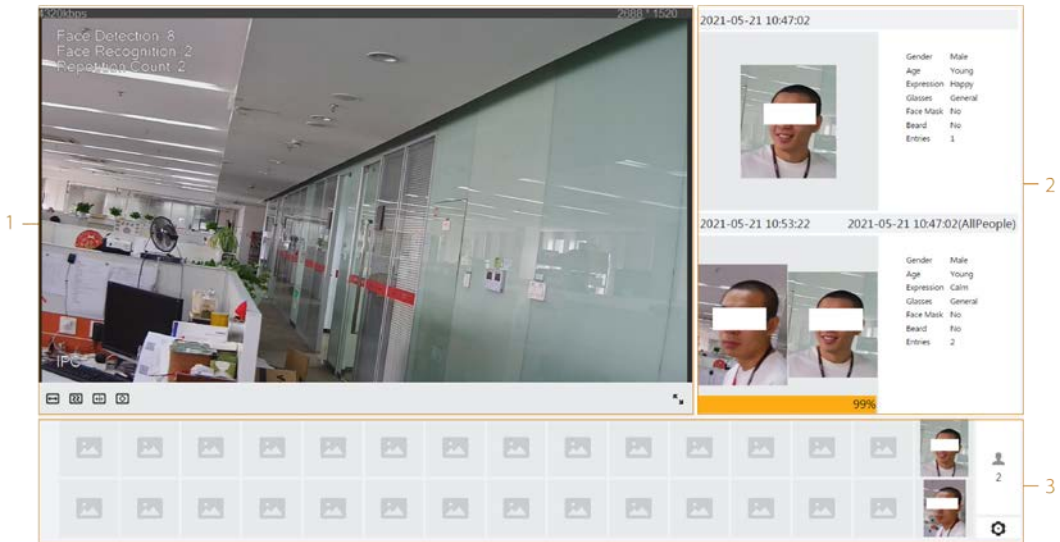 4320kbps
2688*1520
Face Detection 8
Face Recognition 2
Repetition Count 2
IPC
1
2021-05-21 10:47:02
Gender Male
Age Young
Expression Happy
Glasses General
Face Mask No
Beard No
Entries 1
2
2021-05-21 10:53:22 2021-05-21 10:47:02(AllPeople)
Gender Male
Age Young
Expression Calm
Glasses General
Face Mask No
Beard No
Entries 2
99%
2
3